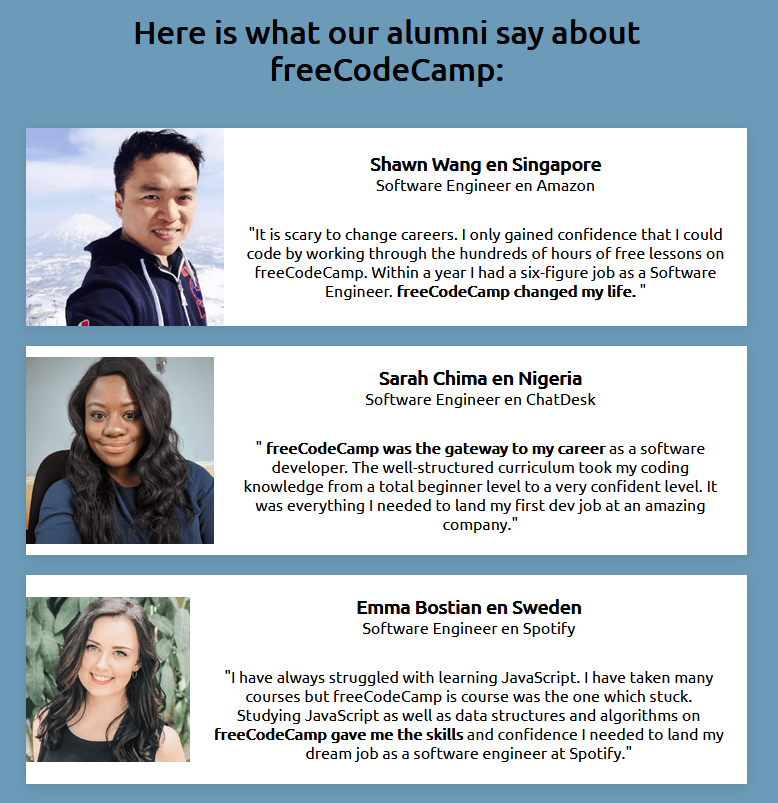 Here is what our alumni say about
freeCodeCamp:
Shawn Wang en Singapore
Software Engineer en Amazon
"It is scary to change careers. I only gained confidence that I could
code by working through the hundreds of hours of free lessons on
freeCodeCamp. Within a year I had a six-figure job as a Software
Engineer. freeCodeCamp changed my life. "
Sarah Chima en Nigeria
Software Engineer en ChatDesk
" freeCodeCamp was the gateway to my career as a software
developer. The well-structured curriculum took my coding
knowledge from a total beginner level to a very confident level. It
was everything I needed to land my first dev job at an amazing
company."
Emma Bostian en Sweden
Software Engineer en Spotify
"I have always struggled with learning JavaScript. I have taken many
courses but freeCodeCamp is course was the one which stuck.
Studying JavaScript as well as data structures and algorithms on
freeCodeCamp gave me the skills and confidence I needed to land my
dream job as a software engineer at Spotify."